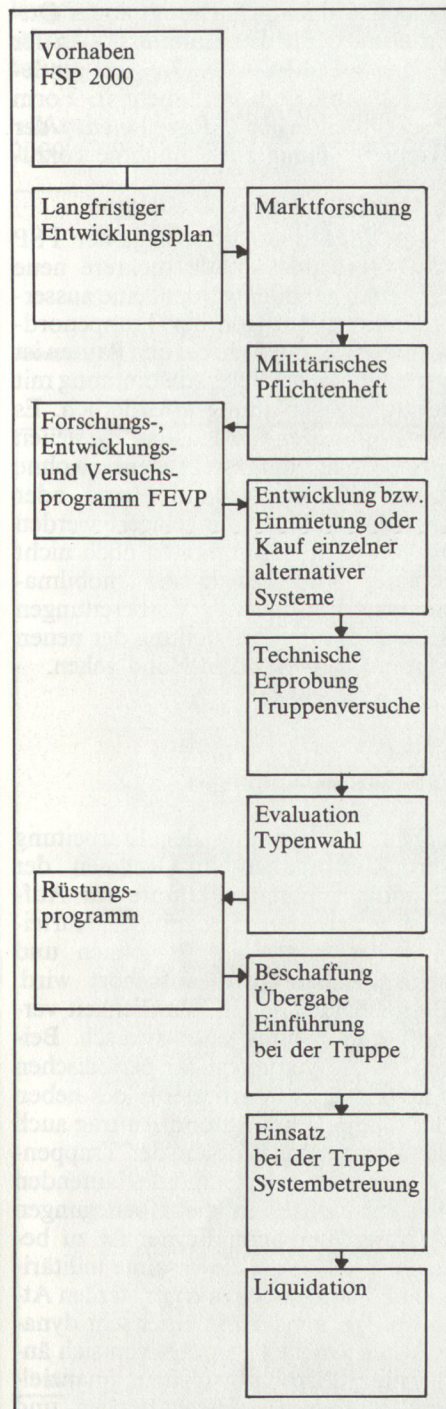 Vorhaben
FSP 2000
Langfristiger
Entwicklungsplan
Marktforschung
Militärisches
Pflichtenheft
Forschungs-,
Entwicklungs-
und Versuchs-
programm FEVP
Entwicklung bzw.
Einmietung oder
Kauf einzelner
alternativer
Systeme
Technische
Erprobung
Truppenversuche
Evaluation
Typenwahl
Rüstungs-
programm
Beschaffung
Übergabe
Einführung
bei der Truppe
Einsatz
bei der Truppe
Systembetreuung
Liquidation